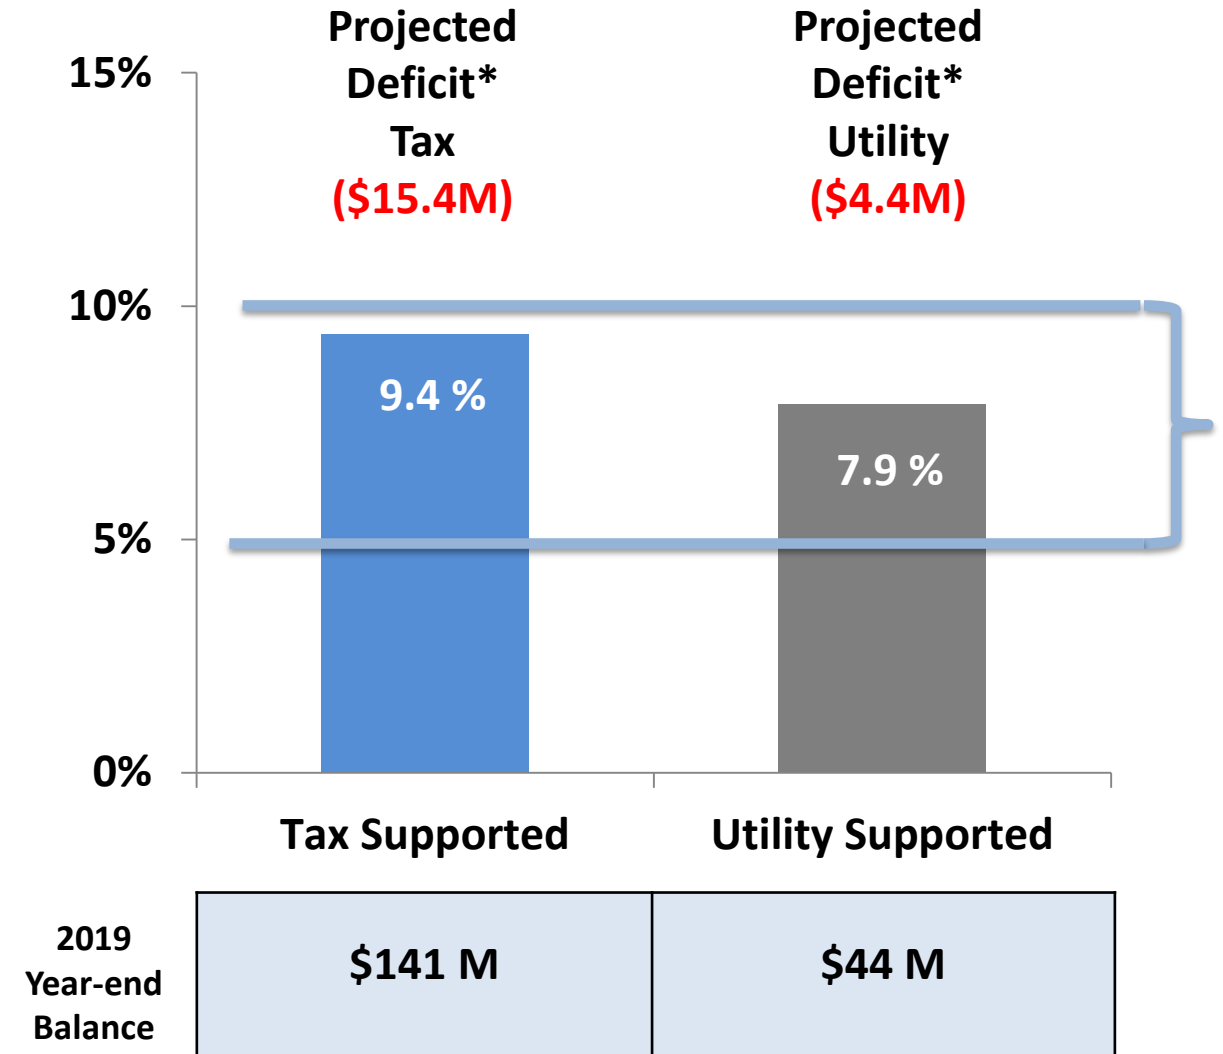 Projected
Deficit*
Tax
($15.4M)
Projected
Deficit*
Utility
($4.4M)
15%
10%
5%
0%
9.4 %
7.9 %
Tax Supported
Utility Supported
2019
Year-end
Balance
$141 M
$44 M